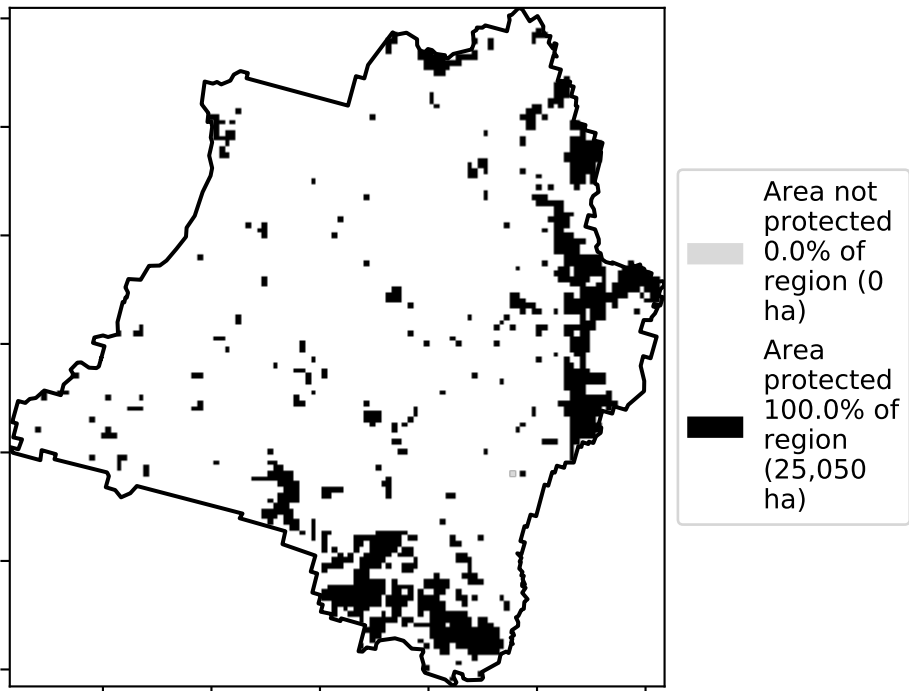 Area not
protected
0.0% of
region (0
ha)
Area
protected
100.0% of
region
(25,050
ha)